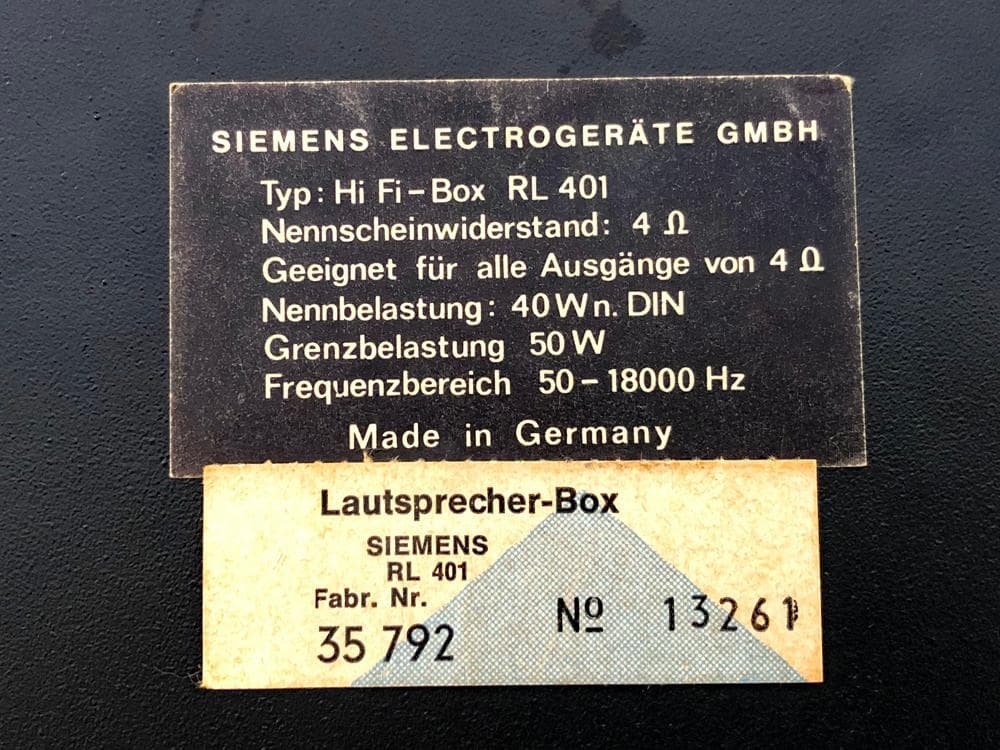 SIEMENS ELECTROGERÄTE GMBH
Typ: Hi Fi-Box RL 401
Nennscheinwiderstand: 4 Ω
Geeignet für alle Ausgänge von 4 Ω
Nennbelastung: 40 W n. DIN
Grenzbelastung 50 W
Frequenzbereich 50 – 18000 Hz
Made in Germany
Lautsprecher-Box
SIEMENS
RL 401
Fabr. Nr.
35 792
Nº 13261